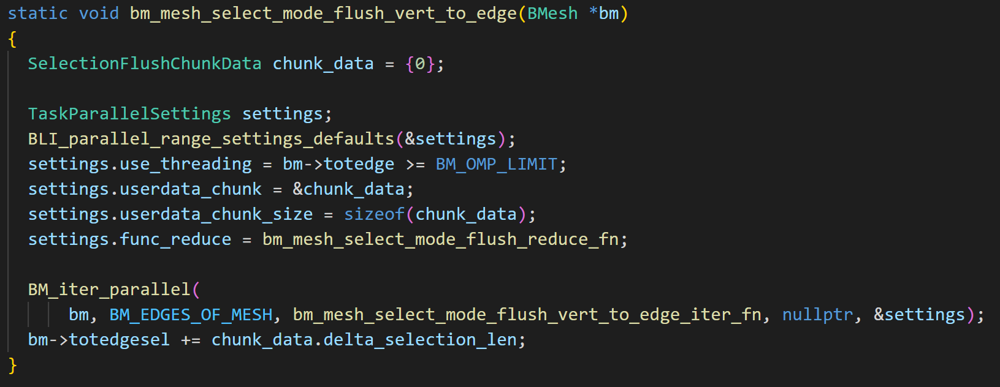 static void bm_mesh_select_mode_flush_vert_to_edge(BMesh *bm)
{
  SelectionFlushChunkData chunk_data = {0};

  TaskParallelSettings settings;
  BLI_parallel_range_settings_defaults(&settings);
  settings.use_threading = bm->totedge >= BM_OMP_LIMIT;
  settings.userdata_chunk = &chunk_data;
  settings.userdata_chunk_size = sizeof(chunk_data);
  settings.func_reduce = bm_mesh_select_mode_flush_reduce_fn;

  BM_iter_parallel(
      bm, BM_EDGES_OF_MESH, bm_mesh_select_mode_flush_vert_to_edge_iter_fn, nullptr, &settings);
  bm->totedgesel += chunk_data.delta_selection_len;
}